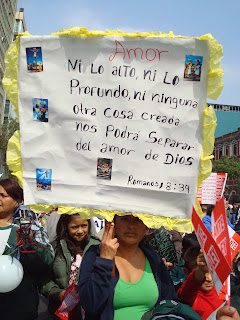 Amor
Ni Lo alto, ni Lo
Profundo, ni ninguna
otra cosa creada
nos Podrá Separar
del amor de Dios
Romanos, 8:39